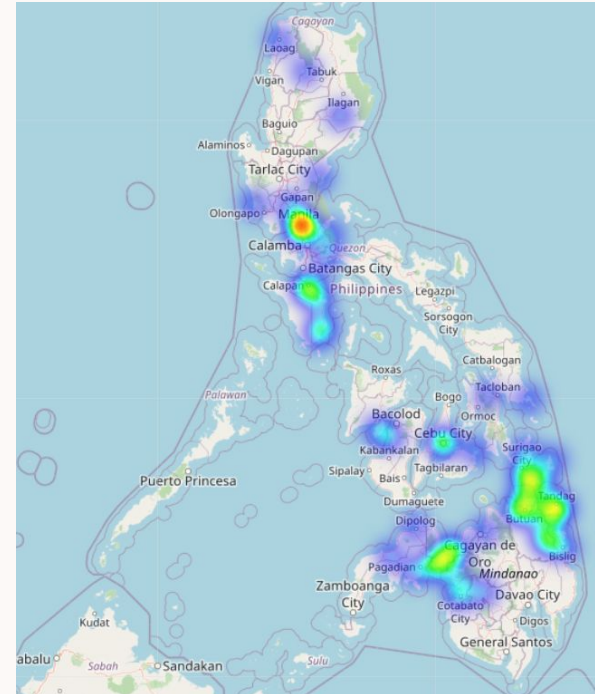 Cagayan
Laoag
Tabuk
Vigan
Ilagan
Baguio
Alaminos
Dagupan
Tarlac City
Gapan
Olongapo
Manila
Calamba
Quezon
Batangas City
Calapan
Philippines
Legazpi
Sorsogon
City
Catbalogan
Roxas
Tacloban
Palawan
Bogo
Ormoc
Bacolod
Cebu City
Kabankalan
Surigao
City
Sipalay
Tagbilaran
Puerto Princesa
Bais
Tandag
Dumaguete
Butuan
Dipolog
Cagayan de
Oro
Bislig
Pagadian
Mindanao
Zamboanga
City
Davao City
Cotabato
City
Digos
Kudat
General Santos
Sulu
abalu
Sabah
Sandakan